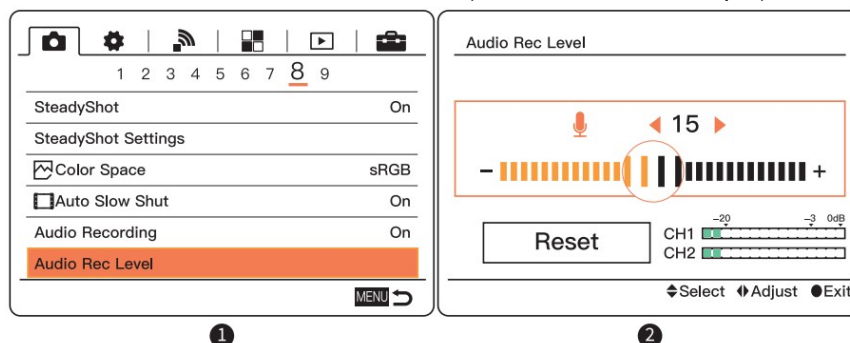 1 2 3 4 5 6 7 8 9
SteadyShot On
SteadyShot Settings
Color Space sRGB
Auto Slow Shut On
Audio Recording On
Audio Rec Level
MENU
1
Audio Rec Level
15
- +
Reset
-20 -3 0dB
CH1
CH2
Select Adjust Exit
2